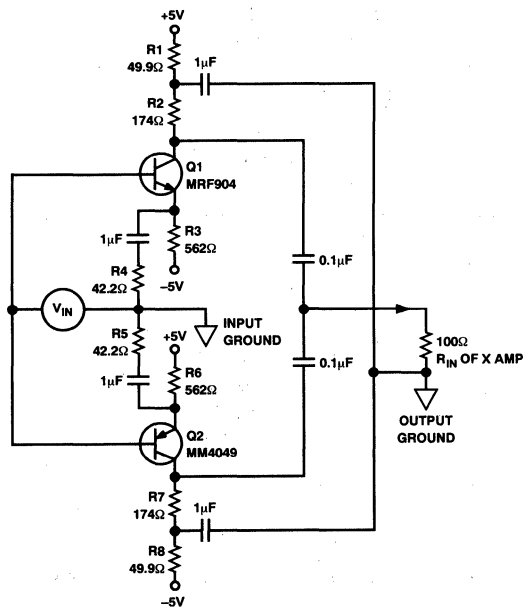 +5V
R1
49.9Ω
1μF
R2
174Ω
Q1
MRF904
1μF
R3
562Ω
0.1μF
R4
42.2Ω
–5V
VIN
INPUT
GROUND
R5
42.2Ω
+5V
0.1μF
100Ω
RIN OF X AMP
1μF
R6
562Ω
OUTPUT
GROUND
Q2
MM4049
R7
174Ω
1μF
R8
49.9Ω
–5V